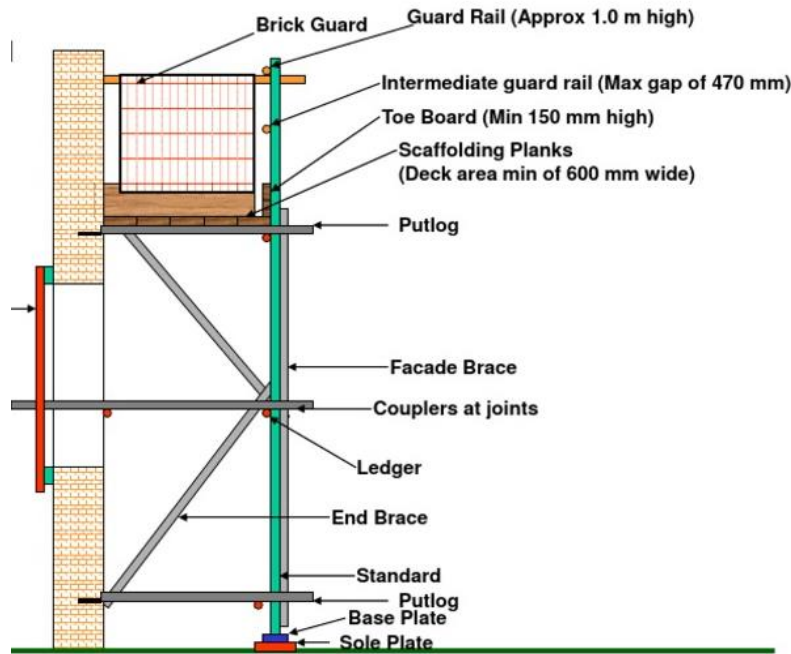 Brick Guard
Guard Rail (Approx 1.0 m high)
Intermediate guard rail (Max gap of 470 mm)
Toe Board (Min 150 mm high)
Scaffolding Planks
(Deck area min of 600 mm wide)
Putlog
Facade Brace
Couplers at joints
Ledger
End Brace
Standard
Putlog
Base Plate
Sole Plate